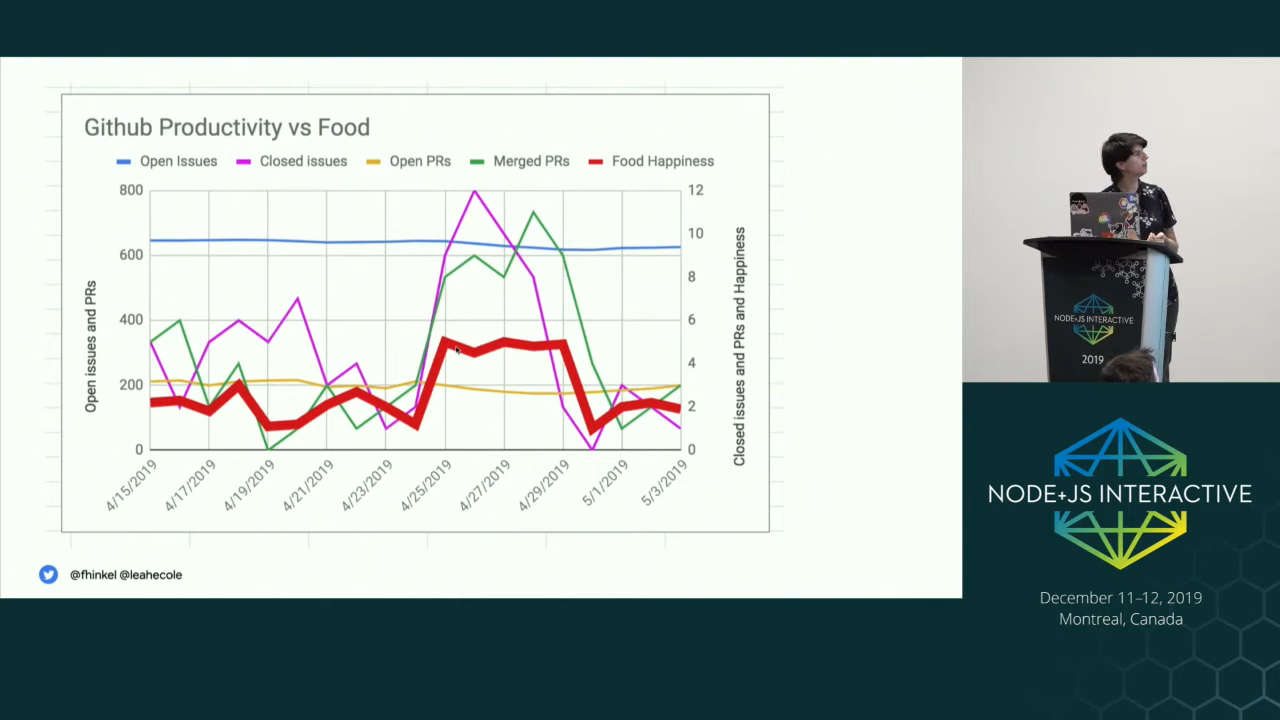 Github Productivity vs Food
Open Issues Closed issues Open PRs Merged PRs Food Happiness
800
600
400
200
0
12
10
8
6
4
2
0
Open issues and PRs
Closed issues and PRs and Happiness
4/15/2019 4/17/2019 4/19/2019 4/21/2019 4/23/2019 4/25/2019 4/27/2019 4/29/2019 5/1/2019 5/3/2019
@fhinkel @leahecole
NODE+JS INTERACTIVE
2019
NODE+JS INTERACTIVE
December 11–12, 2019
Montreal, Canada